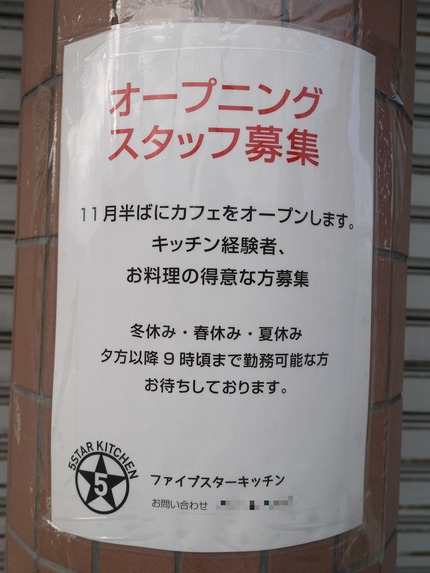 オープニング
スタッフ募集
11月半ばにカフェをオープンします。
キッチン経験者、
お料理の得意な方募集
冬休み・春休み・夏休み
夕方以降9時頃まで勤務可能な方
お待ちしております。
5STAR KITCHEN
5
ファイブスターキッチン
お問い合わせ